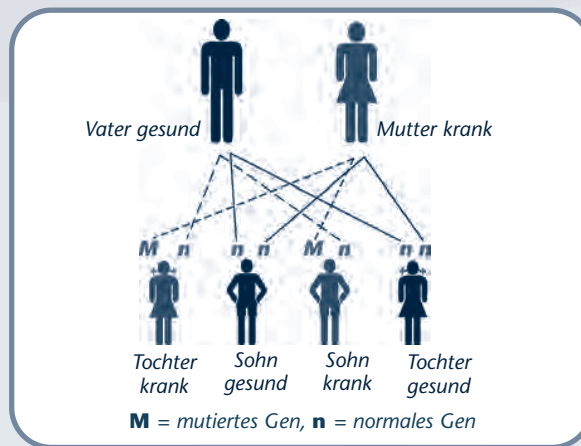 Vater gesund Mutter krank
M n n n M n n n
Tochter Sohn Sohn Tochter
krank gesund krank gesund
M = mutiertes Gen, n = normales Gen